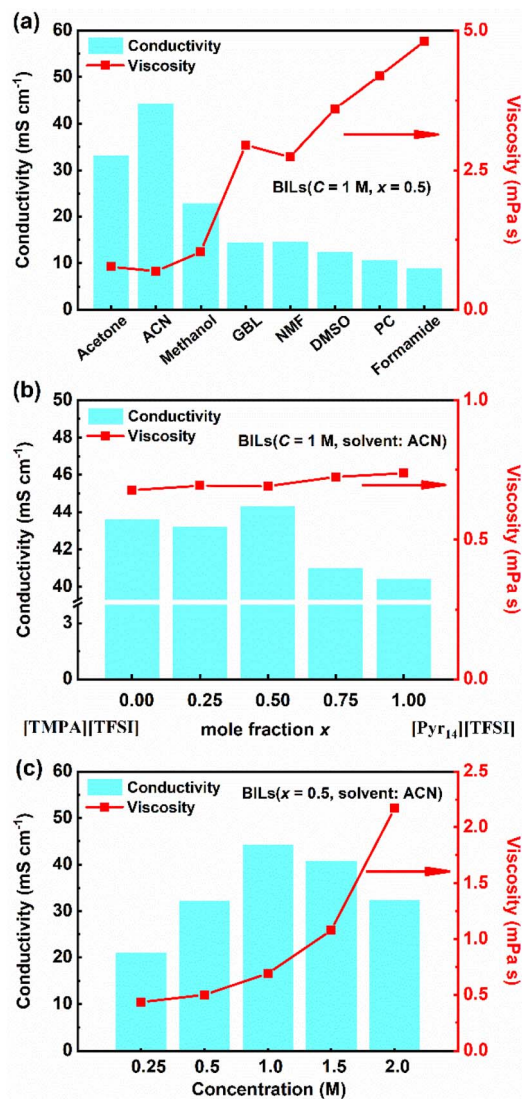 (a)
Conductivity
Viscosity
BILs(C = 1 M, x = 0.5)
Conductivity (mS cm⁻¹)
60
50
40
30
20
10
0
Viscosity (mPa s)
5.0
2.5
0.0
Acetone
ACN
Methanol
GBL
NMF
DMSO
PC
Formamide
(b)
Conductivity
Viscosity
BILs(C = 1 M, solvent: ACN)
Conductivity (mS cm⁻¹)
50
48
46
44
42
40
3
0
Viscosity (mPa s)
1.0
0.5
0.0
0.00 0.25 0.50 0.75 1.00
[TMPA][TFSI] mole fraction x [Pyr₁₄][TFSI]
(c)
Conductivity
Viscosity
BILs(x = 0.5, solvent: ACN)
Conductivity (mS cm⁻¹)
60
50
40
30
20
10
0
Viscosity (mPa s)
2.5
2.0
1.5
1.0
0.5
0.0
0.25 0.5 1.0 1.5 2.0
Concentration (M)